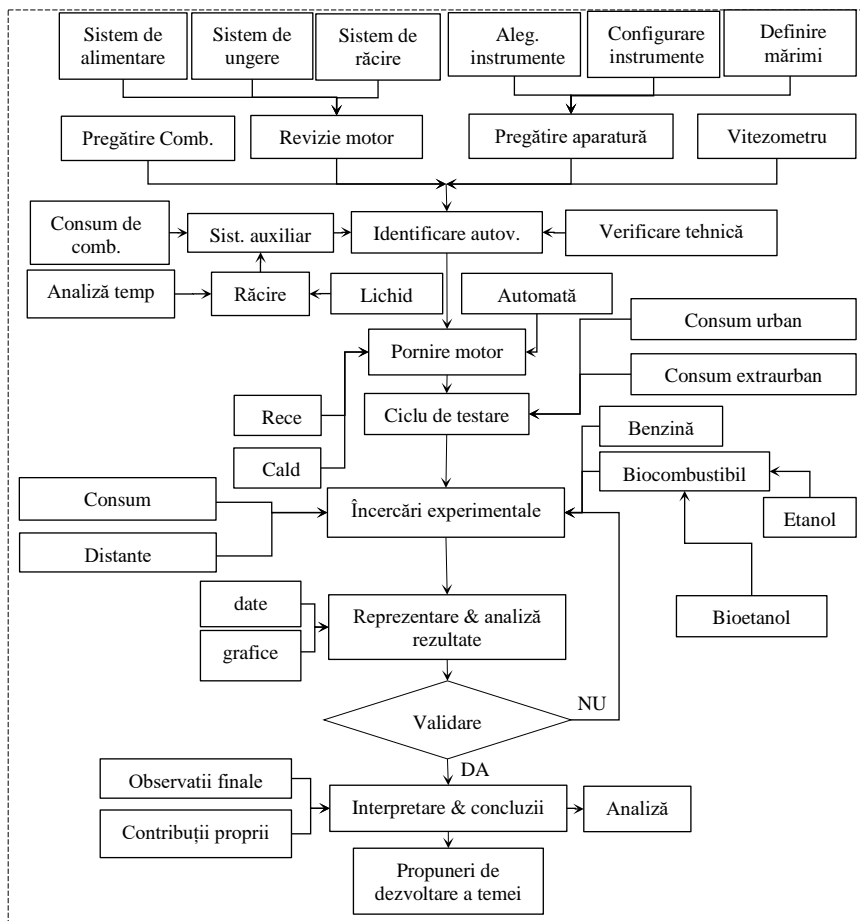 Sistem de
alimentare
Sistem de
ungere
Sistem de
răcire
Aleg.
instrumente
Configurare
instrumente
Definire
mărimi
Pregătire Comb.
Revizie motor
Pregătire aparatură
Vitezometru
Consum de
comb.
Sist. auxiliar
Identificare autov.
Verificare tehnică
Analiză temp
Răcire
Lichid
Automată
Consum urban
Pornire motor
Consum extraurban
Rece
Ciclu de testare
Benzină
Cald
Biocombustibil
Consum
Încercări experimentale
Etanol
Distante
date
Reprezentare & analiză
rezultate
Bioetanol
grafice
NU
Validare
DA
Observatii finale
Interpretare & concluzii
Analiză
Contribuții proprii
Propuneri de
dezvoltare a temei